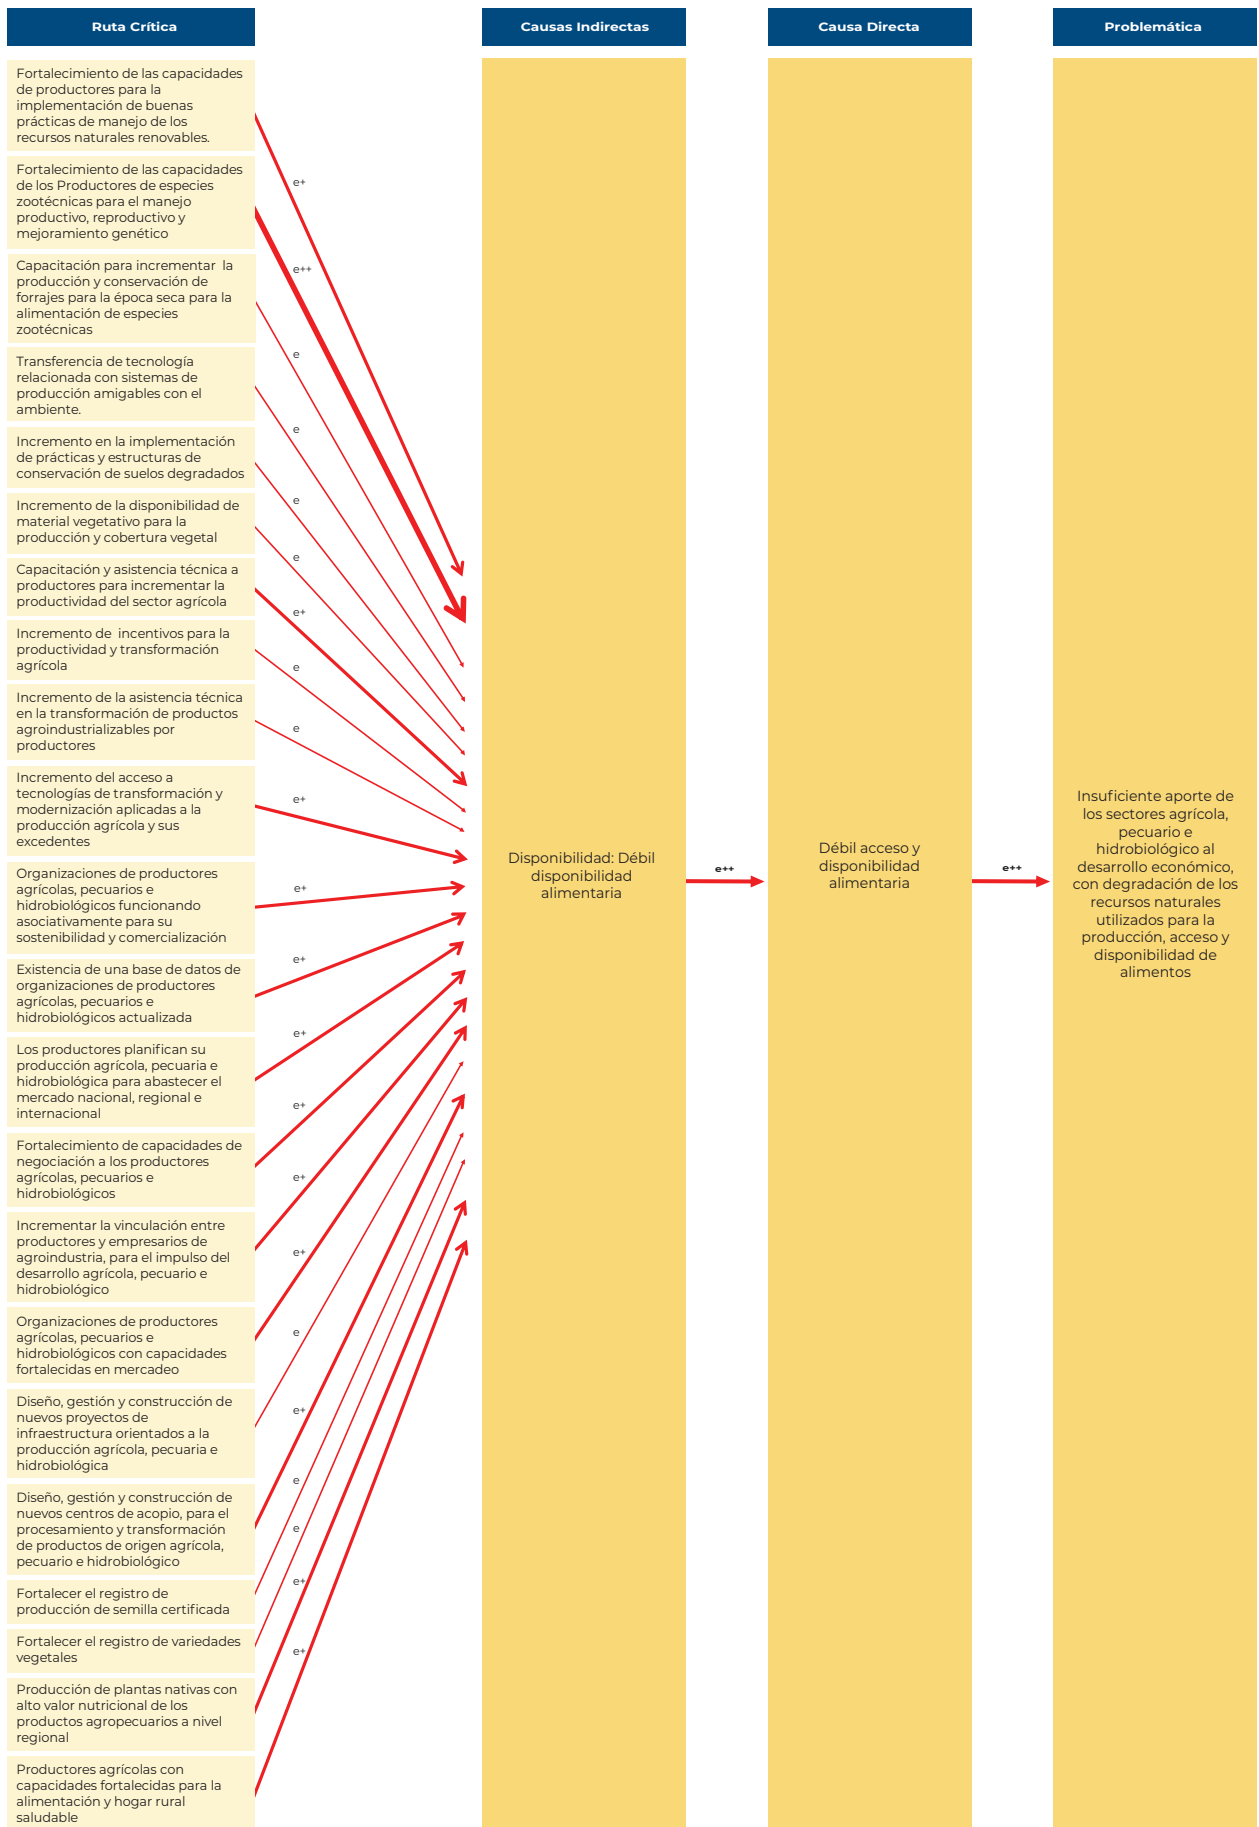 Ruta Crítica
Causas Indirectas
Causa Directa
Problemática
Fortalecimiento de las capacidades
de productores para la
implementación de buenas
prácticas de manejo de los
recursos naturales renovables.
Fortalecimiento de las capacidades
de los Productores de especies
zootécnicas para el manejo
productivo, reproductivo y
mejoramiento genético
Capacitación para incrementar  la
producción y conservación de
forrajes para la época seca para la
alimentación de especies
zootécnicas
Transferencia de tecnología
relacionada con sistemas de
producción amigables con el
ambiente.
Incremento en la implementación
de prácticas y estructuras de
conservación de suelos degradados
Incremento de la disponibilidad de
material vegetativo para la
producción y cobertura vegetal
Capacitación y asistencia técnica a
productores para incrementar la
productividad del sector agrícola
Incremento de  incentivos para la
productividad y transformación
agrícola
Incremento de la asistencia técnica
en la transformación de productos
agroindustrializables por
productores
Incremento del acceso a
tecnologías de transformación y
modernización aplicadas a la
producción agrícola y sus
excedentes
Organizaciones de productores
agrícolas, pecuarios e
hidrobiológicos funcionando
asociativamente para su
sostenibilidad y comercialización
Existencia de una base de datos de
organizaciones de productores
agrícolas, pecuarios e
hidrobiológicos actualizada
Los productores planifican su
producción agrícola, pecuaria e
hidrobiológica para abastecer el
mercado nacional, regional e
internacional
Fortalecimiento de capacidades de
negociación a los productores
agrícolas, pecuarios e
hidrobiológicos
Incrementar la vinculación entre
productores y empresarios de
agroindustria, para el impulso del
desarrollo agrícola, pecuario e
hidrobiológico
Organizaciones de productores
agrícolas, pecuarios e
hidrobiológicos con capacidades
fortalecidas en mercadeo
Diseño, gestión y construcción de
nuevos proyectos de
infraestructura orientados a la
producción agrícola, pecuaria e
hidrobiológica
Diseño, gestión y construcción de
nuevos centros de acopio, para el
procesamiento y transformación
de productos de origen agrícola,
pecuario e hidrobiológico
Fortalecer el registro de
producción de semilla certificada
Fortalecer el registro de variedades
vegetales
Producción de plantas nativas con
alto valor nutricional de los
productos agropecuarios a nivel
regional
Productores agrícolas con
capacidades fortalecidas para la
alimentación y hogar rural
saludable
e+
e++
e
e
e
e
e+
e
e
e+
e+
e+
e+
e+
e+
e+
e
e+
e
e
e+
e+
Disponibilidad: Débil
disponibilidad
alimentaria
e++
Débil acceso y
disponibilidad
alimentaria
e++
Insuficiente aporte de
los sectores agrícola,
pecuario e
hidrobiológico al
desarrollo económico,
con degradación de los
recursos naturales
utilizados para la
producción, acceso y
disponibilidad de
alimentos